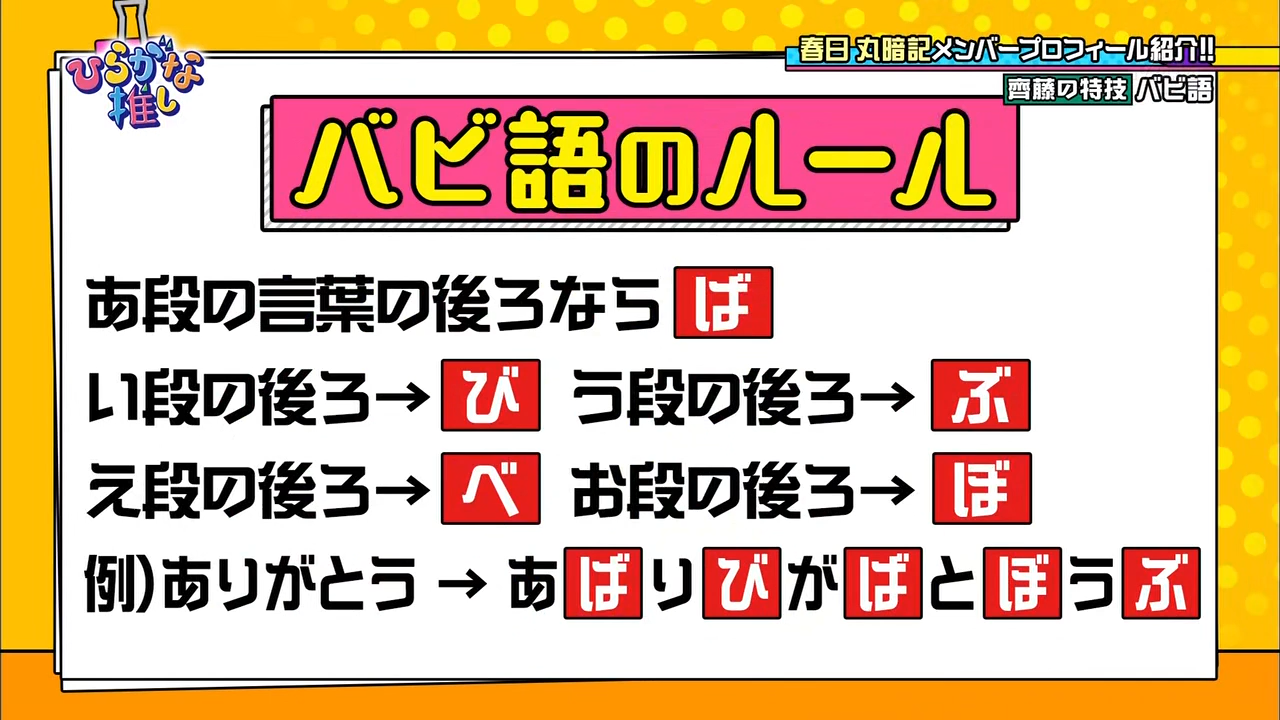 ひらがな
推し
春日 丸暗記メンバープロフィール紹介!!
齊藤の特技 バビ語
バビ語のルール
あ段の言葉の後ろなら ば
い段の後ろ→ び う段の後ろ→ ぶ
え段の後ろ→ べ お段の後ろ→ ぼ
例)ありがとう → あばりびがばとぼうぶ